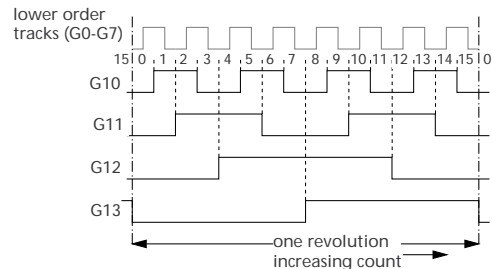 lower order
tracks (G0-G7)
15 0 1 2 3 4 5 6 7 8 9 10 11 12 13 14 15 0
G10
G11
G12
G13
one revolution
increasing count